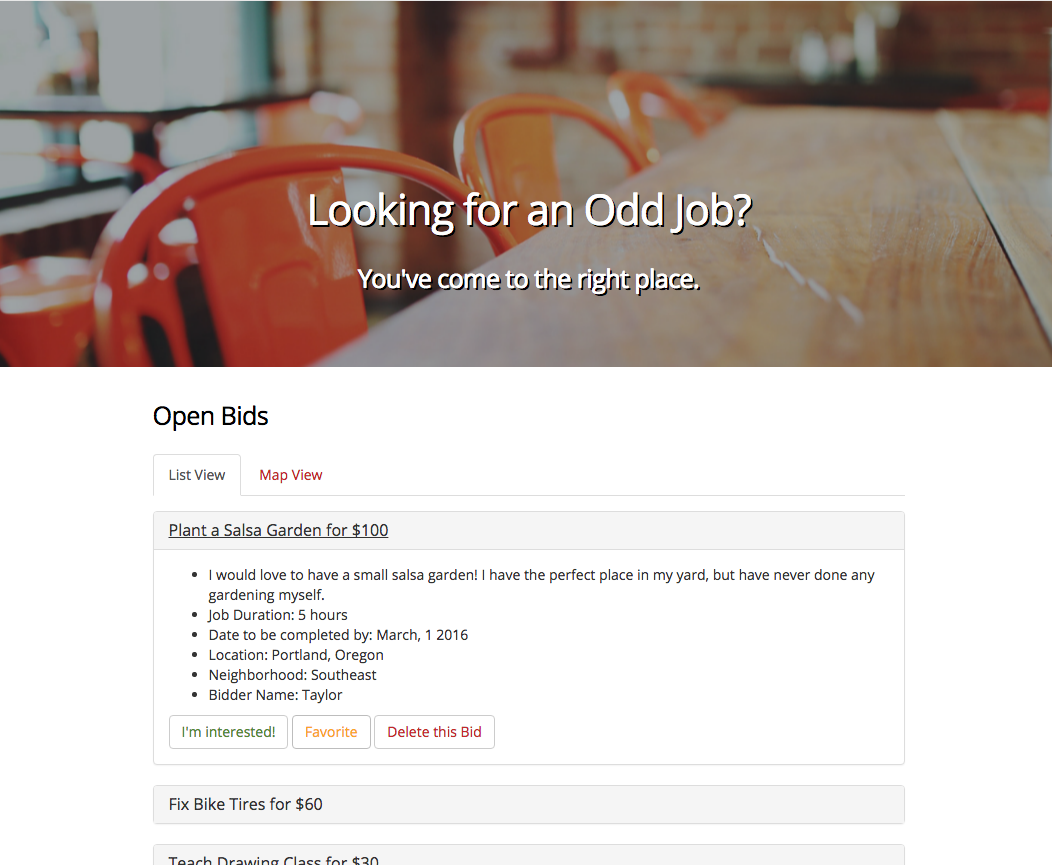 Looking for an Odd Job?
You've come to the right place.
Open Bids
List View
Map View
Plant a Salsa Garden for $100
I would love to have a small salsa garden! I have the perfect place in my yard, but have never done any
gardening myself.
Job Duration: 5 hours
Date to be completed by: March, 1 2016
Location: Portland, Oregon
Neighborhood: Southeast
Bidder Name: Taylor
I'm interested!
Favorite
Delete this Bid
Fix Bike Tires for $60
Teach Drawing Class for $30